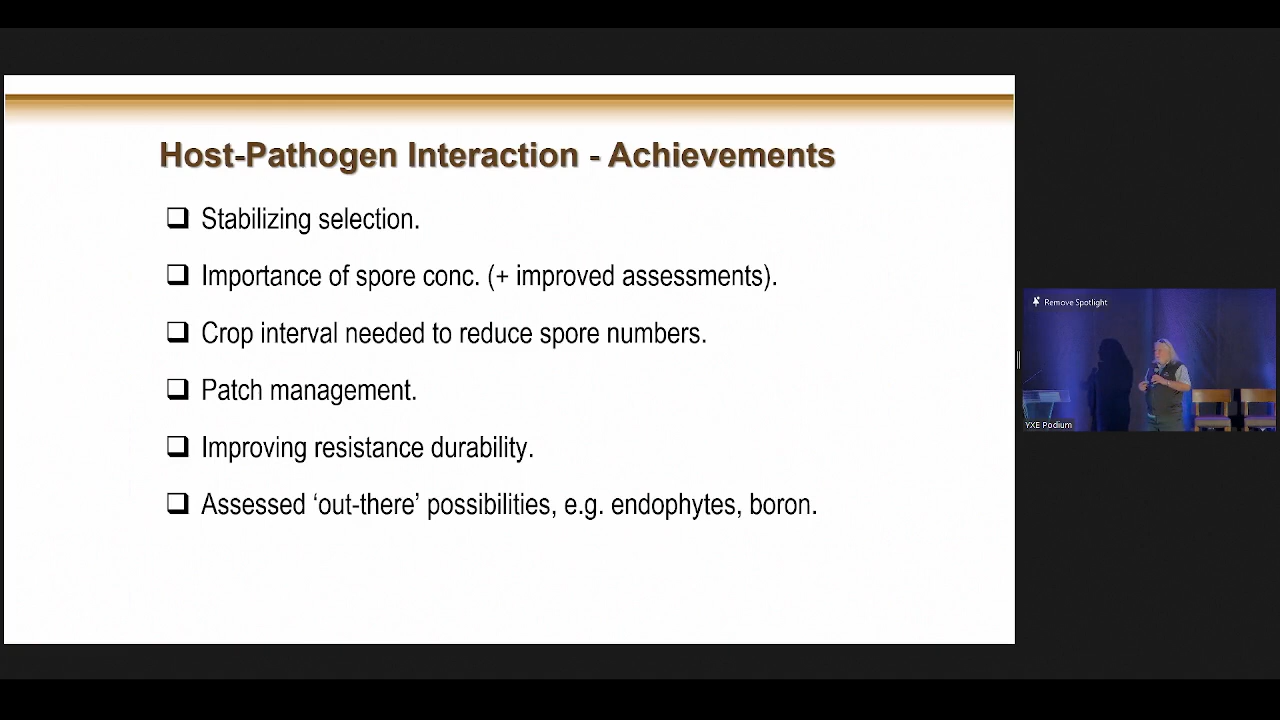 Host-Pathogen Interaction - Achievements
Stabilizing selection.
Importance of spore conc. (+ improved assessments).
Crop interval needed to reduce spore numbers.
Patch management.
Improving resistance durability.
Assessed ‘out-there’ possibilities, e.g. endophytes, boron.
Remove Spotlight
YXE Podium